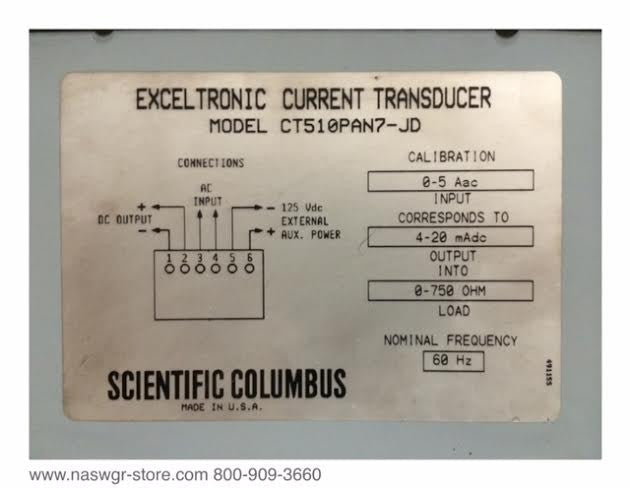 EXCELTRONIC CURRENT TRANSDUCER
MODEL CT510PAN7-JD
CONNECTIONS
AC
INPUT
+
DC OUTPUT
-
- 125 Vdc
EXTERNAL
+ AUX. POWER
1 2 3 4 5 6
CALIBRATION
0-5 Aac
INPUT
CORRESPONDS TO
4-20 mAdc
OUTPUT
INTO
0-750 OHM
LOAD
NOMINAL FREQUENCY
60 Hz
491155
SCIENTIFIC COLUMBUS
MADE IN U.S.A.
www.naswgr-store.com 800-909-3660